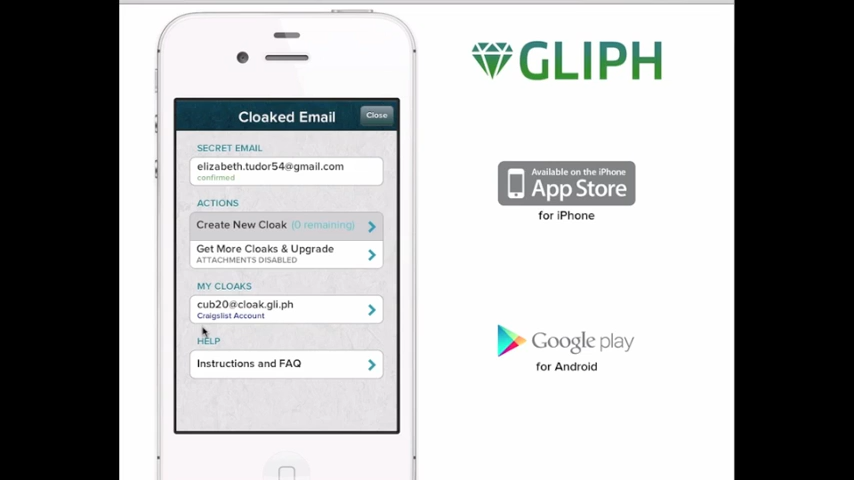 GLIPH
Cloaked Email
Close
SECRET EMAIL
elizabeth.tudor54@gmail.com
confirmed
ACTIONS
Create New Cloak (0 remaining)
Get More Cloaks & Upgrade
ATTACHMENTS DISABLED
MY CLOAKS
cub20@cloak.gli.ph
Craigslist Account
HELP
Instructions and FAQ
Available on the iPhone
App Store
for iPhone
Google play
for Android